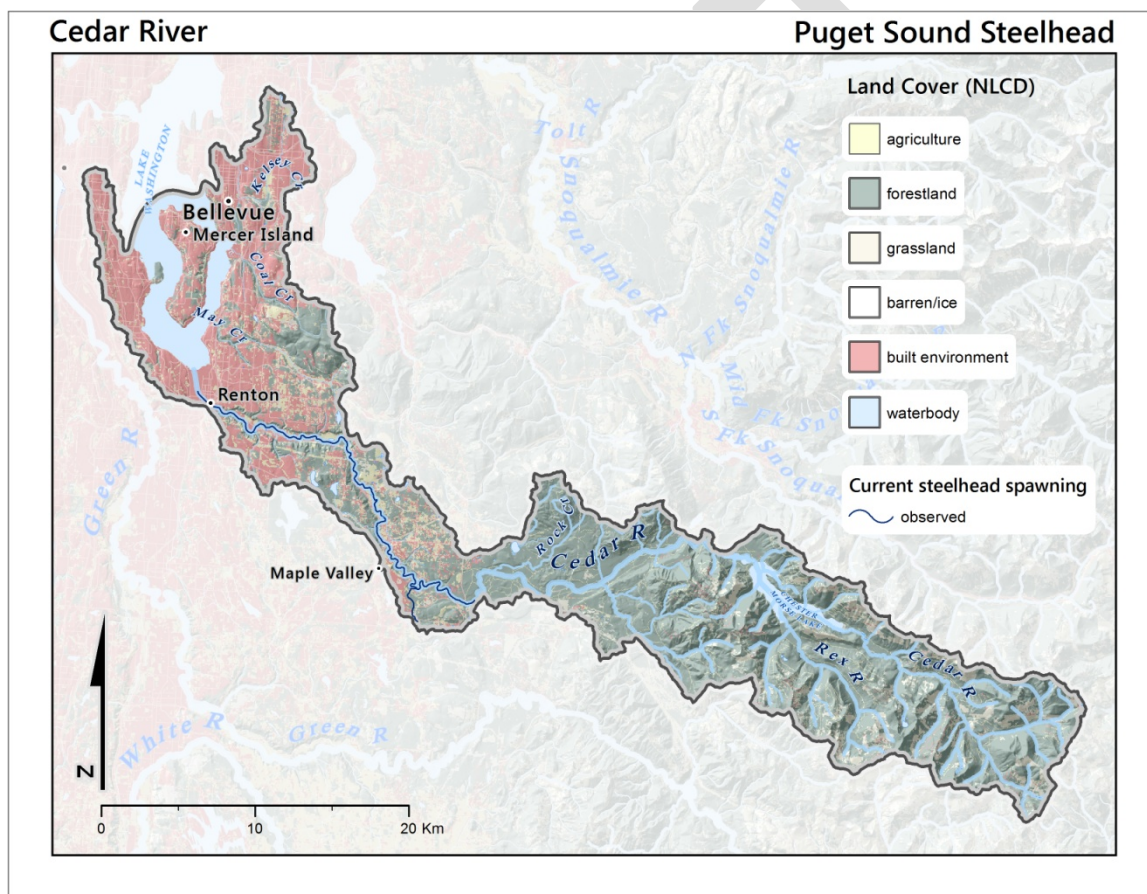 Cedar River
Puget Sound Steelhead
Land Cover (NLCD)
agriculture
forestland
grassland
barren/ice
built environment
waterbody
Current steelhead spawning
observed
LAKE
WASHINGTON
Kelsey Cr
Bellevue
Mercer Island
Coal Cr
May Cr
Renton
Maple Valley
Tolt R
Snoqualmie R
N Fk Snoqualmie R
Mid Fk Snoqualmie R
S Fk Snoqualmie
Green R
Rock Cr
Cedar R
CHESTER
MORSE LAKE
Rex R
Cedar R
White R
Green R
N
0 10 20 Km